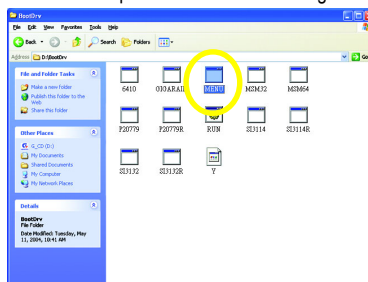 BootDrv
File Edit View Favorites Tools Help
Back Search Folders
Address D:\BootDrv Go
File and Folder Tasks
Make a new folder
Publish this folder to the Web
Share this folder
Other Places
G_CD (D:)
My Documents
Shared Documents
My Computer
My Network Places
Details
BootDrv
File Folder
Date Modified: Tuesday, May 11, 2004, 10:41 AM
6410 MENU MSM32 MSM64
P20779 P20779R RUN SI3114 SI3114R
SI3132 SI3132R Y